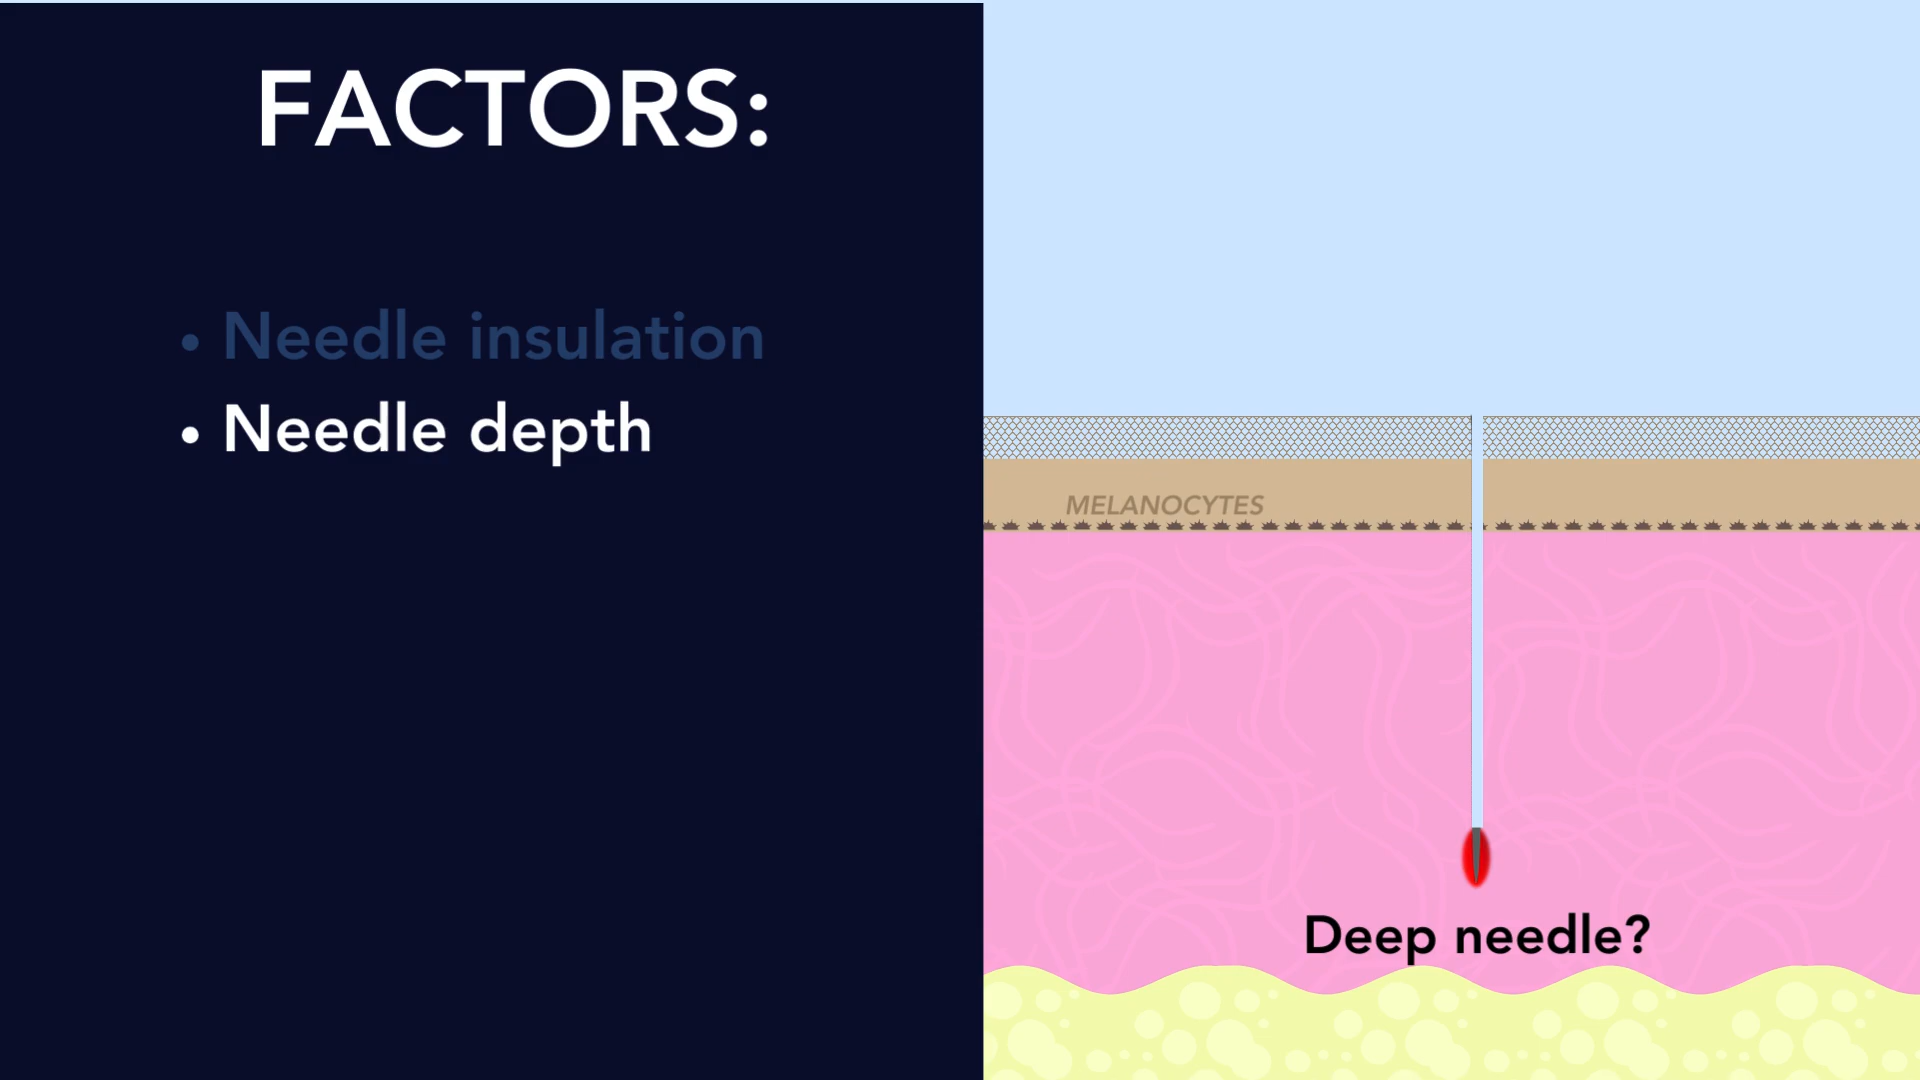 FACTORS:
• Needle insulation
• Needle depth
MELANOCYTES
Deep needle?